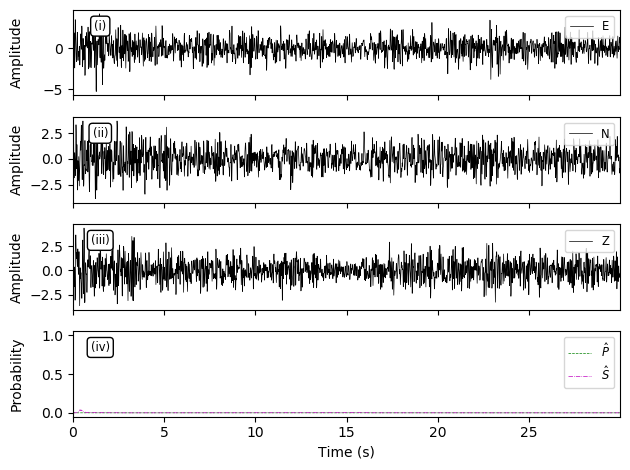 (i)
E
Amplitude
0
−5
(ii)
N
Amplitude
2.5
0.0
−2.5
(iii)
Z
Amplitude
2.5
0.0
−2.5
(iv)
P̂
Ŝ
Probability
1.0
0.5
0.0
0 5 10 15 20 25
Time (s)